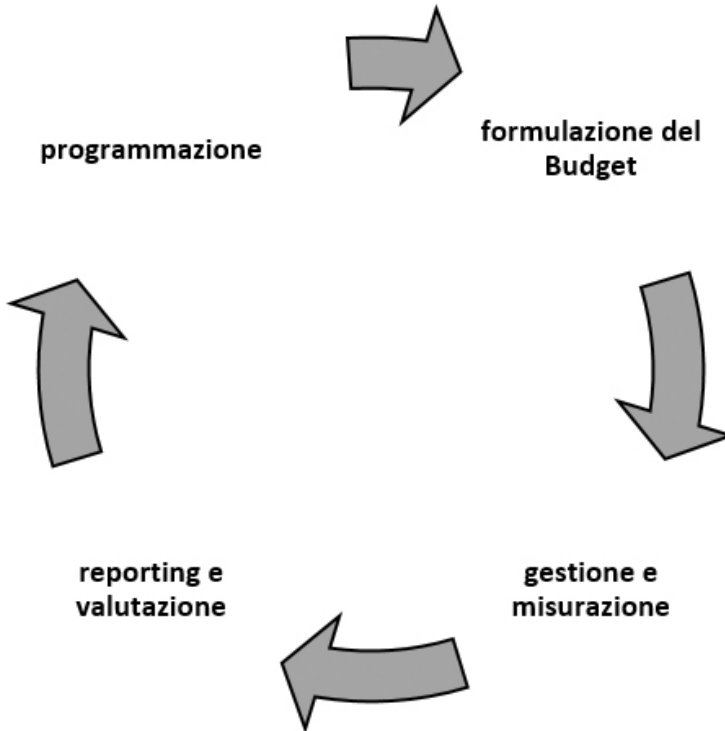 programmazione
formulazione del
Budget
gestione e
misurazione
reporting e
valutazione